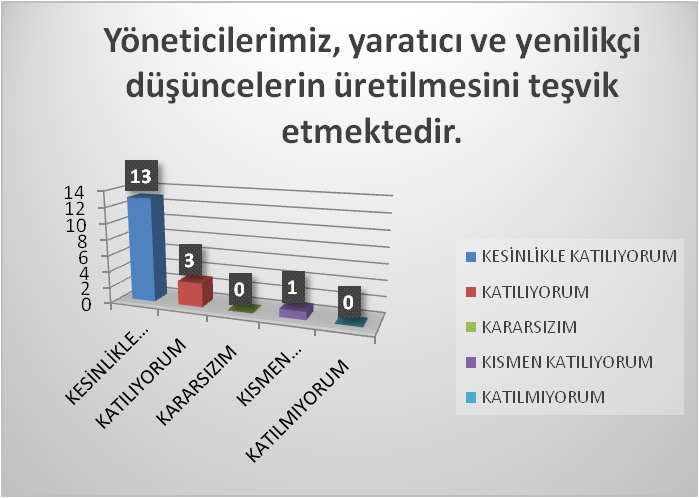 Yöneticilerimiz, yaratıcı ve yenilikçi
düşüncelerin üretilmesini teşvik
etmektedir.
14
12
10
8
6
4
2
0
13
3
0
1
0
KESİNLİKLE...
KATILIYORUM
KARARSIZIM
KISMEN...
KATILMIYORUM
KESİNLİKLE KATILIYORUM
KATILIYORUM
KARARSIZIM
KISMEN KATILIYORUM
KATILMIYORUM